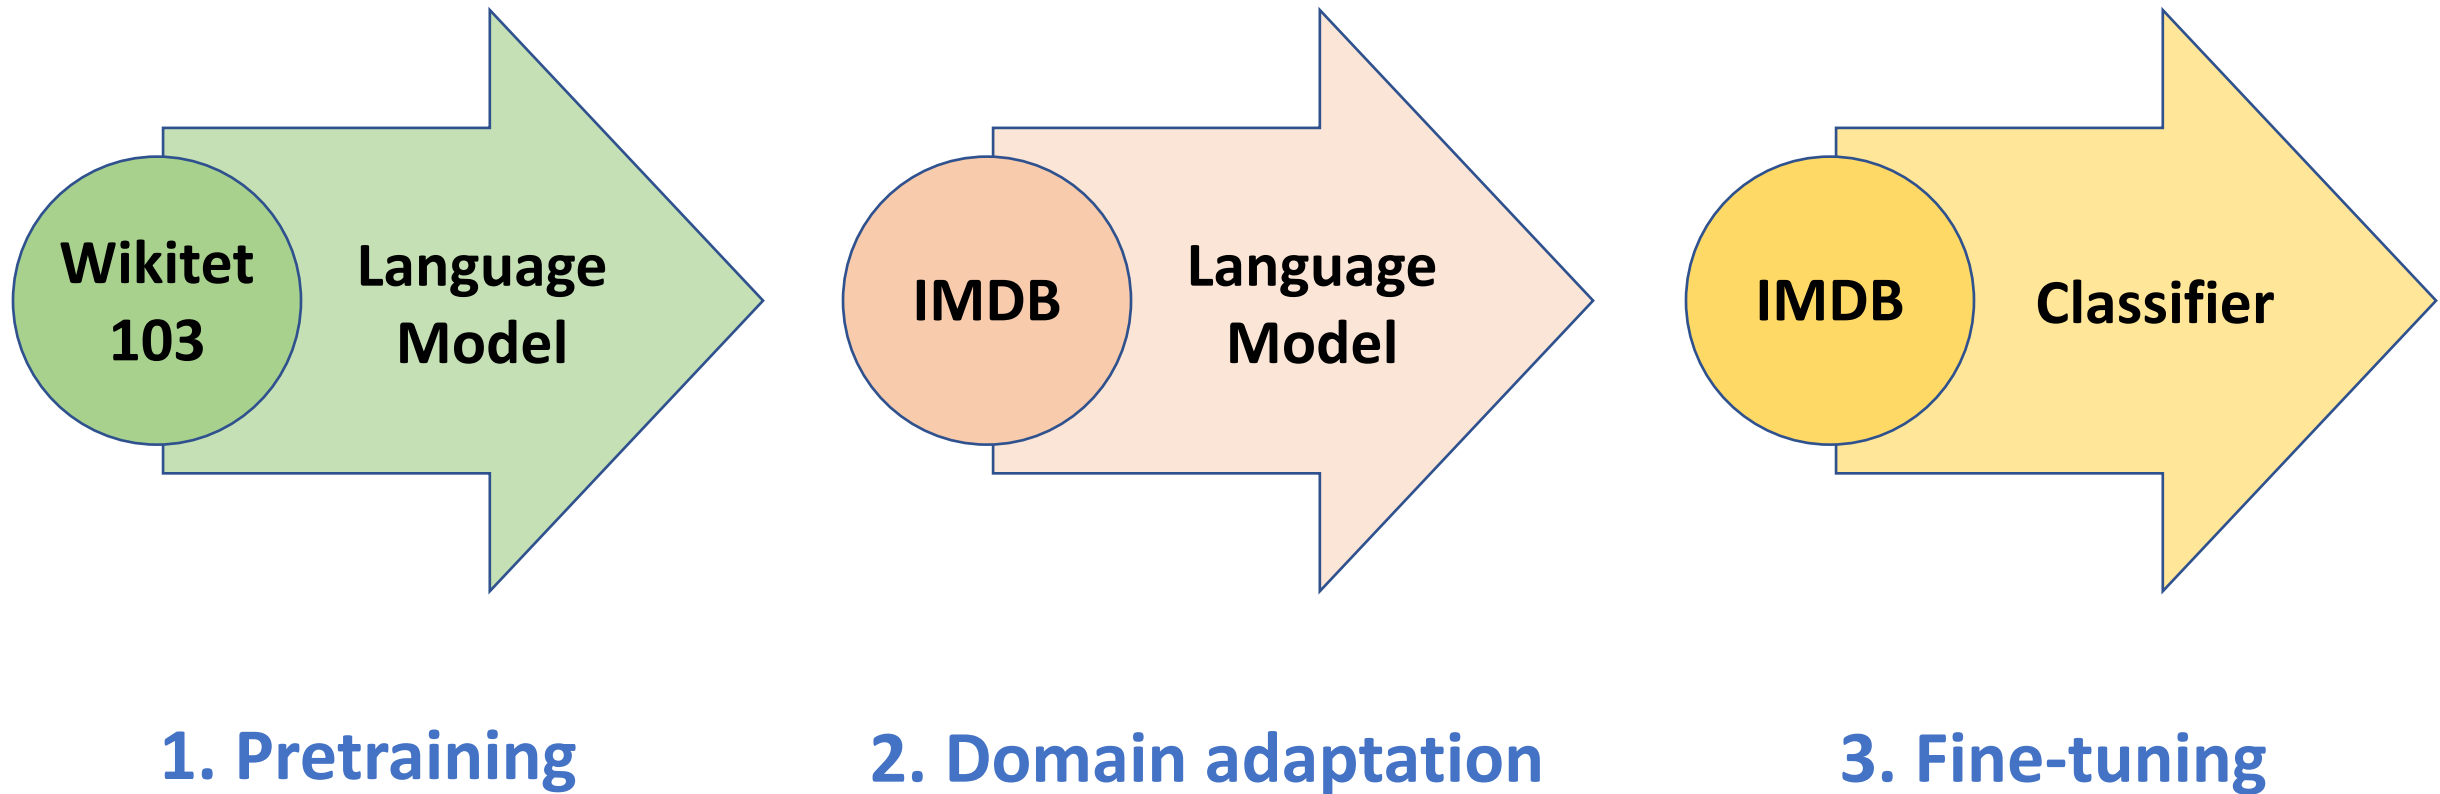 Wikitet
103
Language
Model
IMDB
Language
Model
IMDB
Classifier
1. Pretraining
2. Domain adaptation
3. Fine-tuning